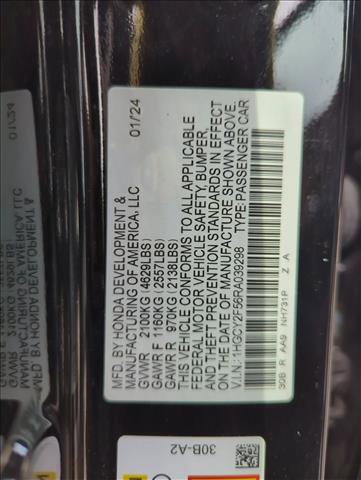 MFD. BY HONDA DEVELOPMENT &
MANUFACTURING OF AMERICA, LLC 01/24
GVWR 2100KG (4629LBS)
GAWR F 1160KG (2557LBS)
GAWR R 970KG (2138LBS)
THIS VEHICLE CONFORMS TO ALL APPLICABLE
FEDERAL MOTOR VEHICLE SAFETY, BUMPER,
AND THEFT PREVENTION STANDARDS IN EFFECT
ON THE DATE OF MANUFACTURE SHOWN ABOVE.
V.I.N.: 1HGCY2F56RA039298 TYPE: PASSENGER CAR
30B R AA9 NH731P Z A
30B-A2